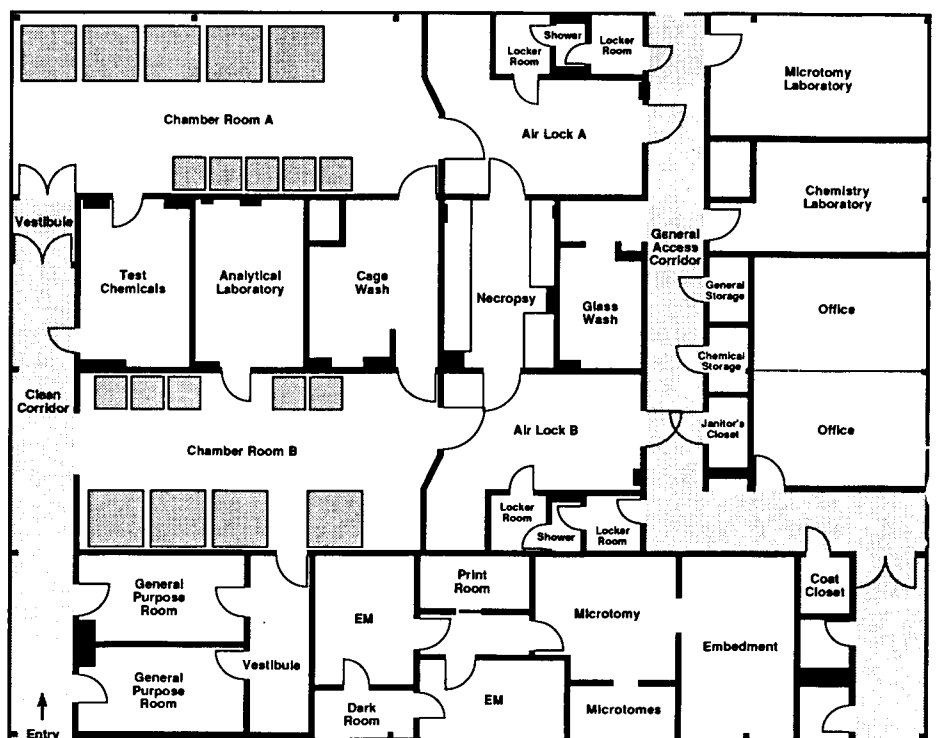 Shower
Locker
Room
Locker
Room
Microtomy
Laboratory
Chamber Room A
Air Lock A
Chemistry
Laboratory
Vestibule
General
Access
Corridor
Test
Chemicals
Analytical
Laboratory
Cage
Wash
Necropsy
Glass
Wash
General
Storage
Office
Chemical
Storage
Clean
Corridor
Chamber Room B
Air Lock B
Janitor's
Closet
Office
Locker
Room
Shower
Locker
Room
General
Purpose
Room
Print
Room
EM
Microtomy
Coat
Closet
Vestibule
Embedment
General
Purpose
Room
EM
Dark
Room
Microtomes
Entry